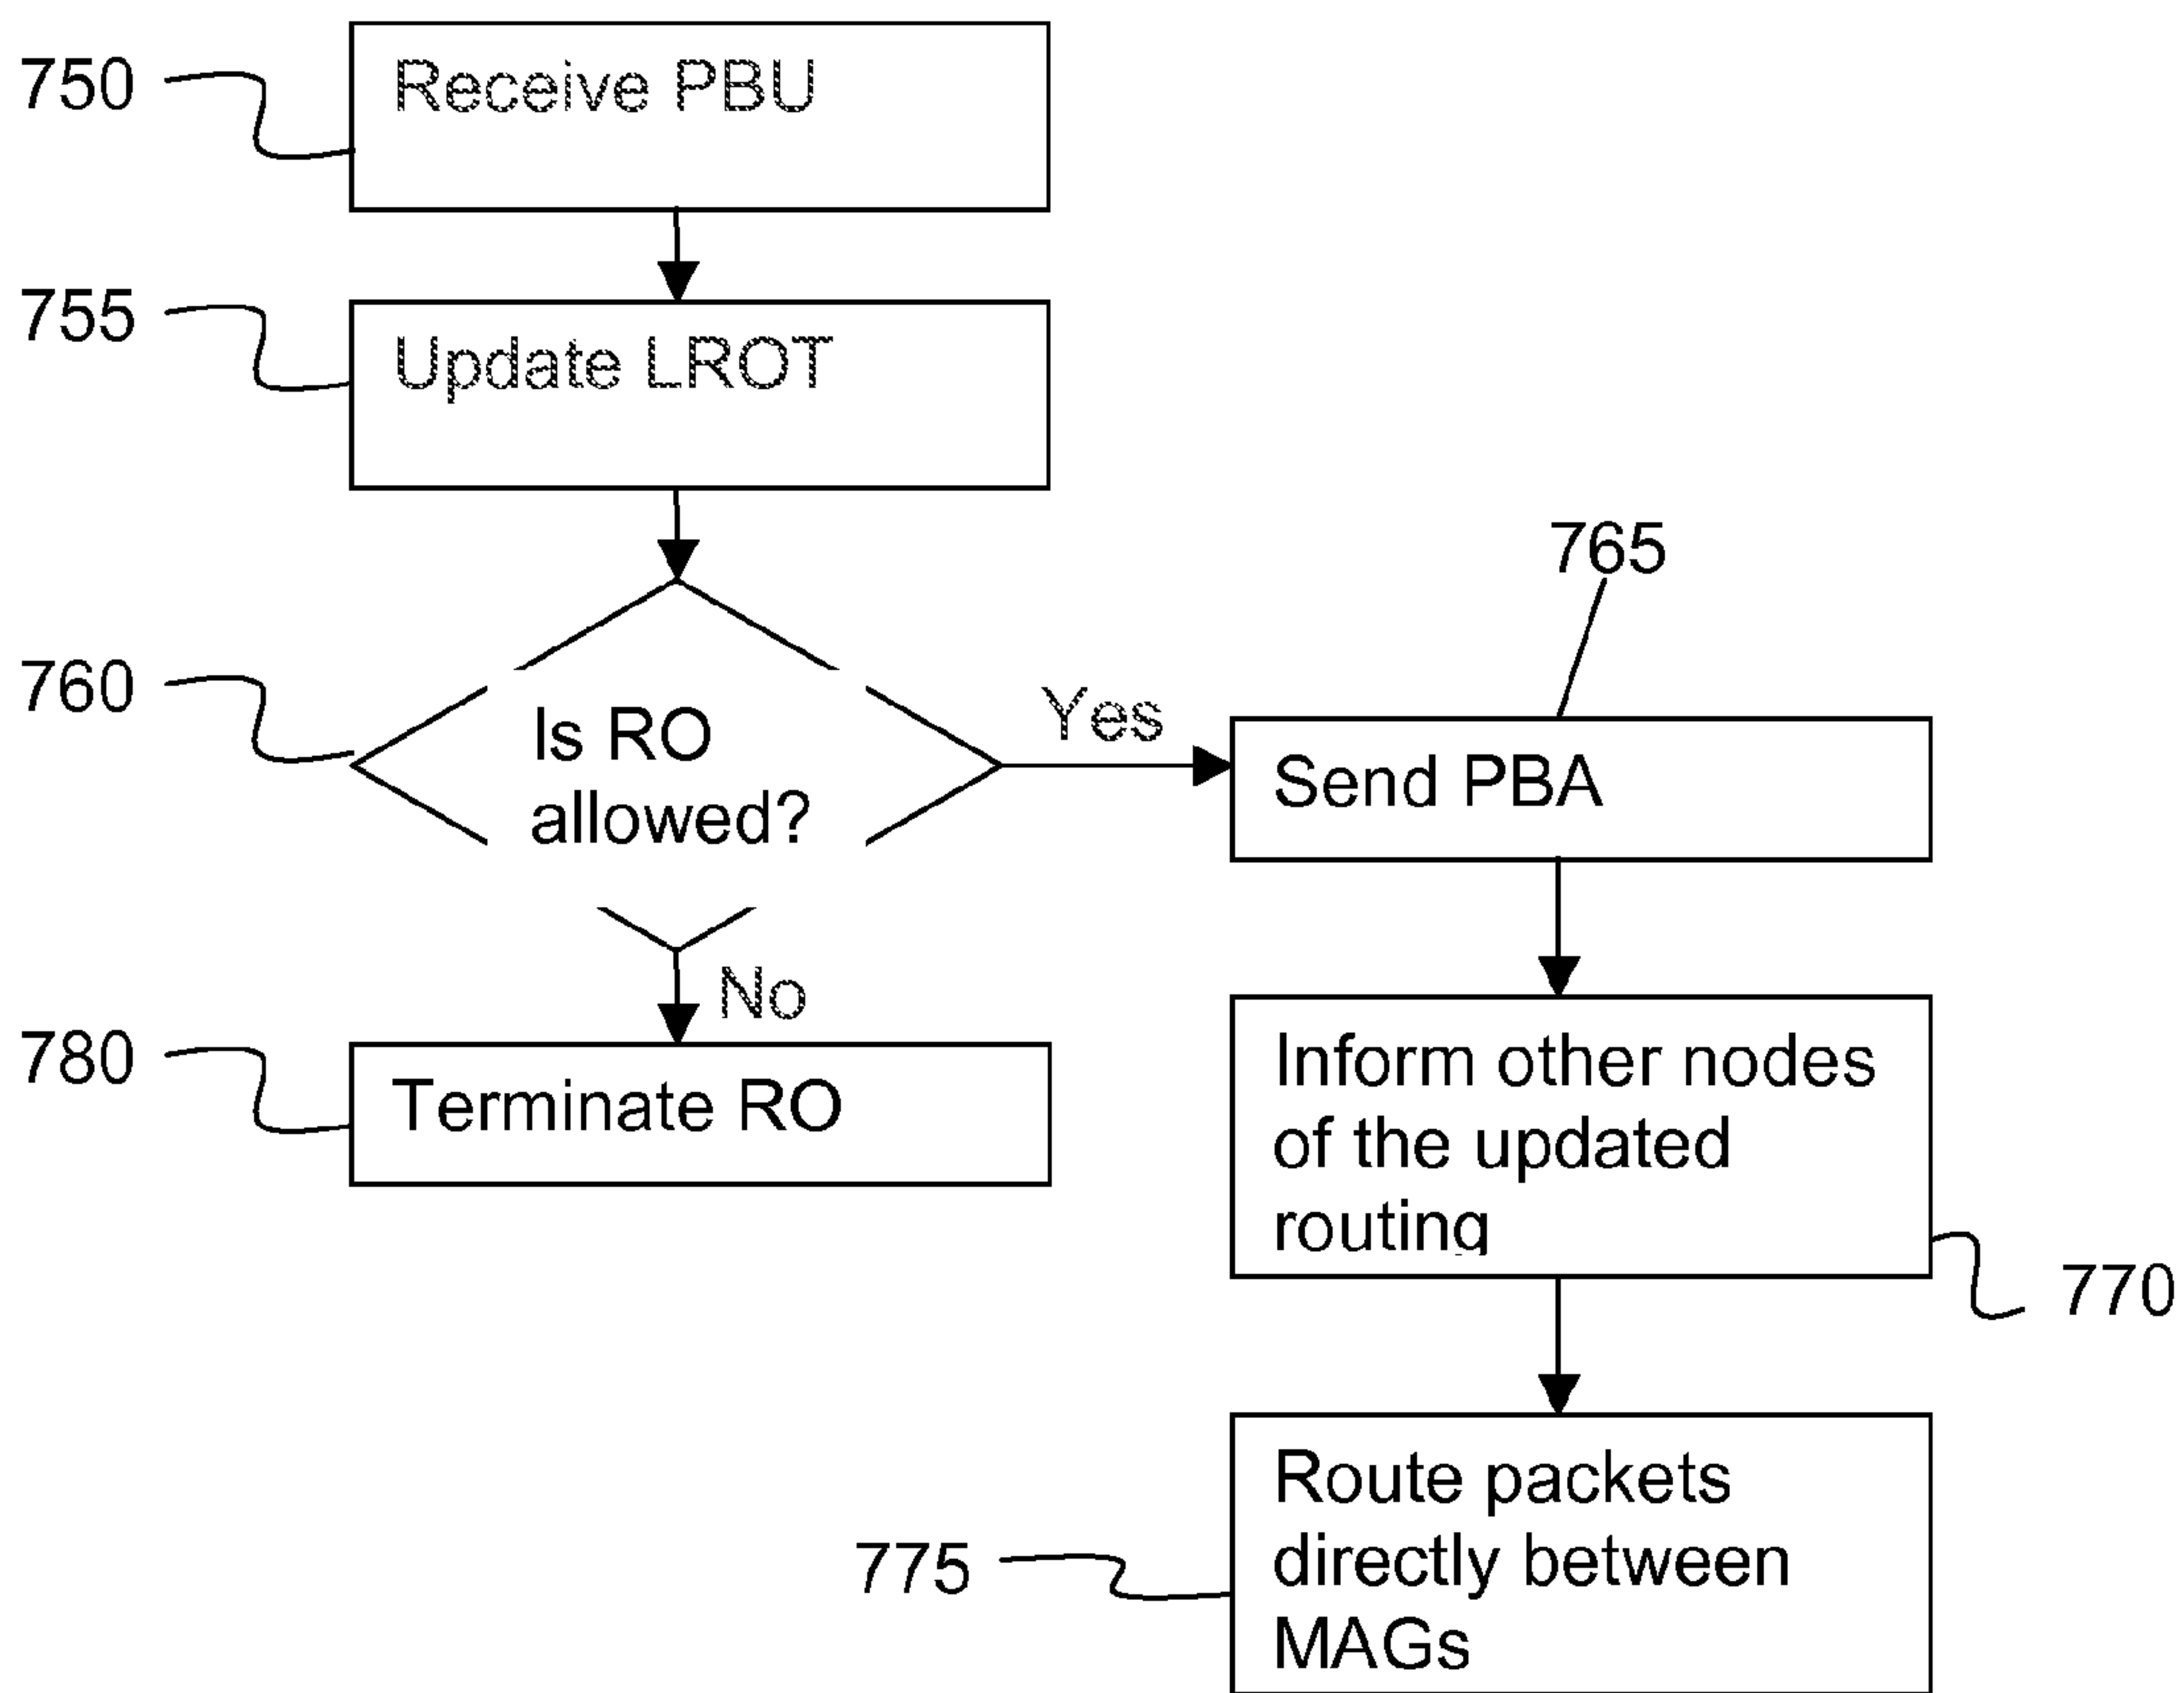 750
Receive PBU
755
Update LROT
765
760
Is RO
allowed?
Yes
Send PBA
No
780
Terminate RO
Inform other nodes
of the updated
routing
770
Route packets
directly between
MAGs
775